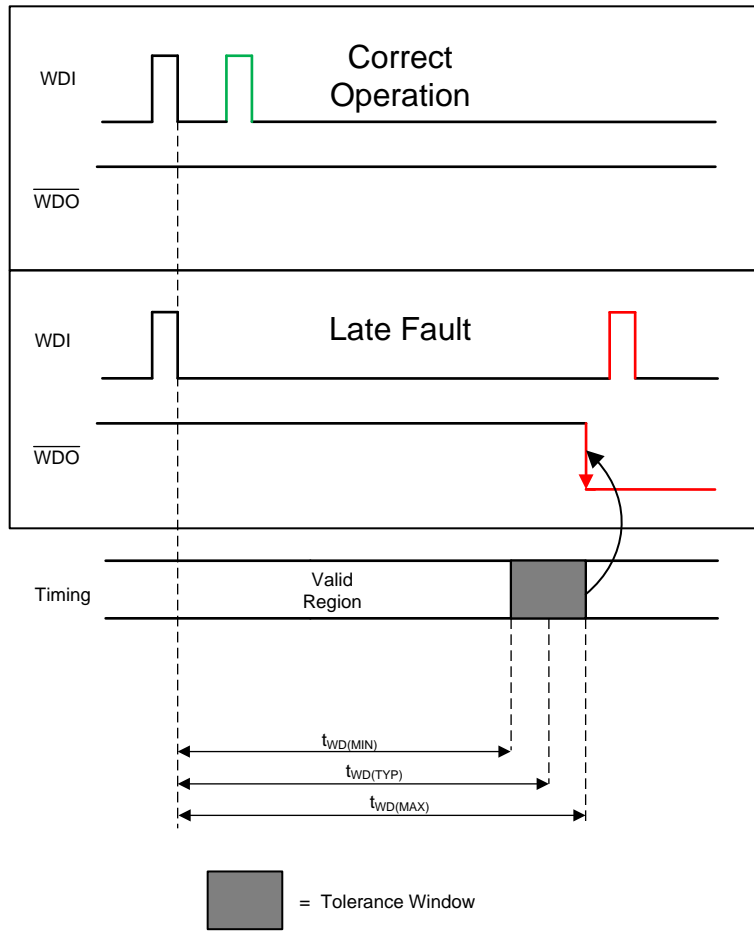 WDI
Correct
Operation
WDO
WDI
Late Fault
WDO
Timing
Valid
Region
tWD(MIN)
tWD(TYP)
tWD(MAX)
= Tolerance Window